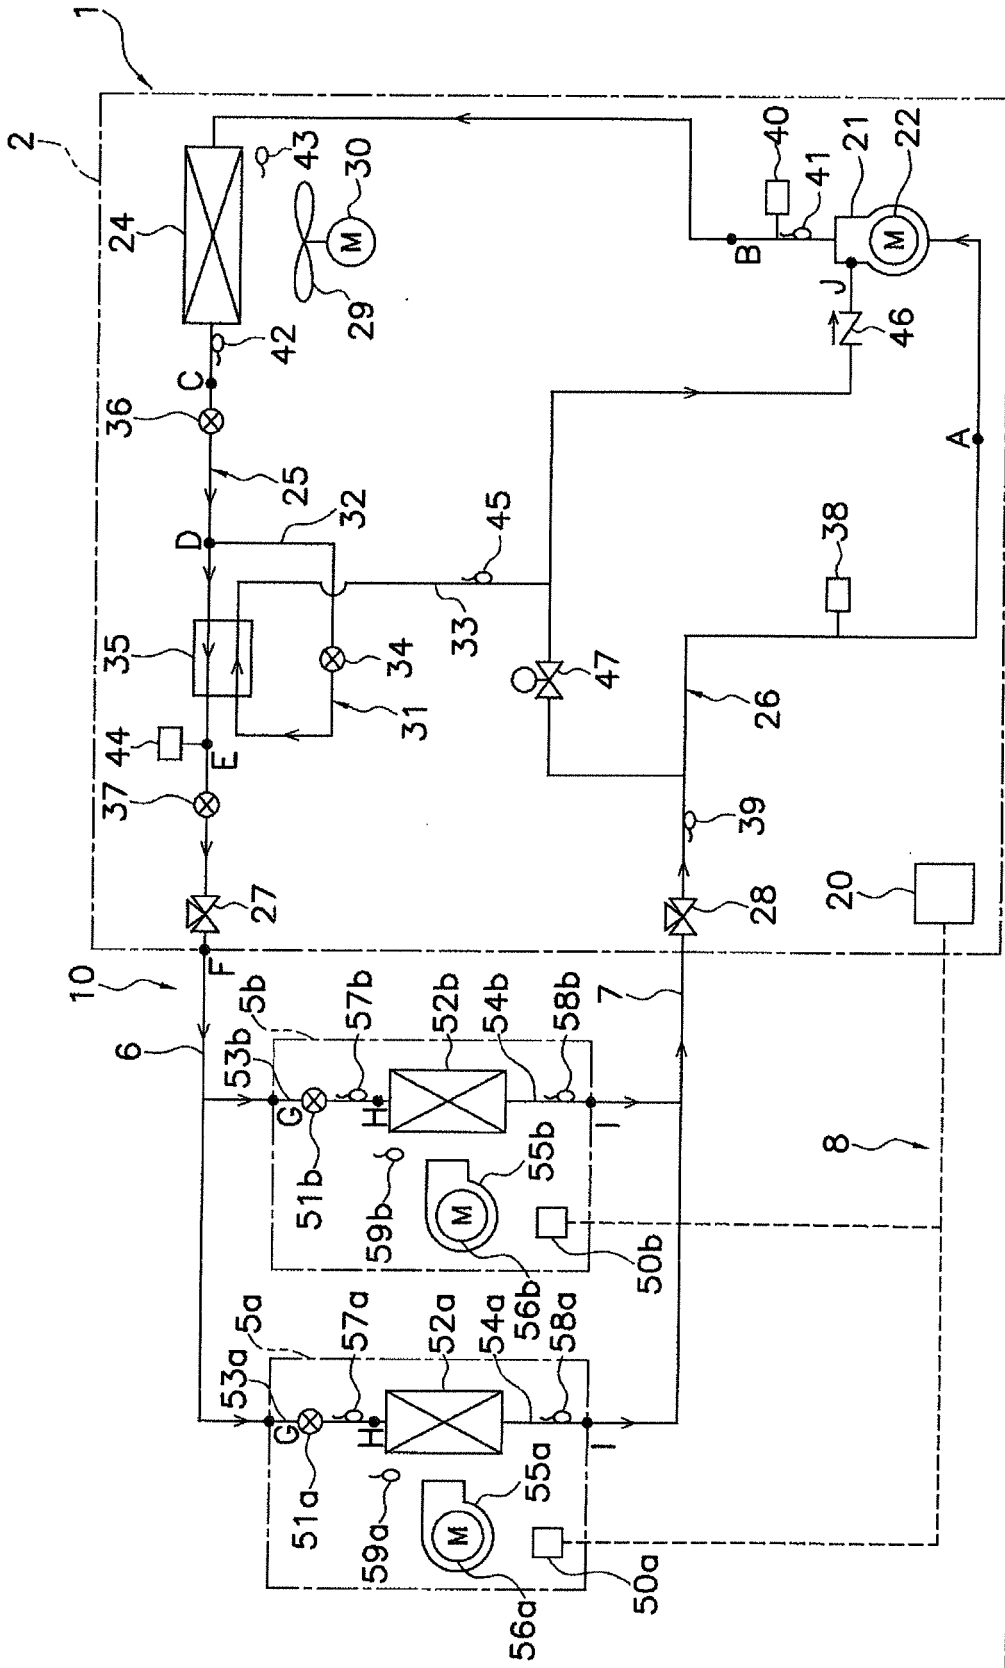 1
2
24
43
30
M
29
42
C
36
25
D
32
35
44
E
37
27
F
34
31
33
45
47
B
40
41
21
22
M
J
46
A
38
26
39
28
20
10
6
7
8
5b
53b
G
51b
57b
H
52b
54b
58b
I
59b
55b
M
56b
50b
5a
53a
G
51a
57a
H
52a
54a
58a
I
59a
55a
M
56a
50a